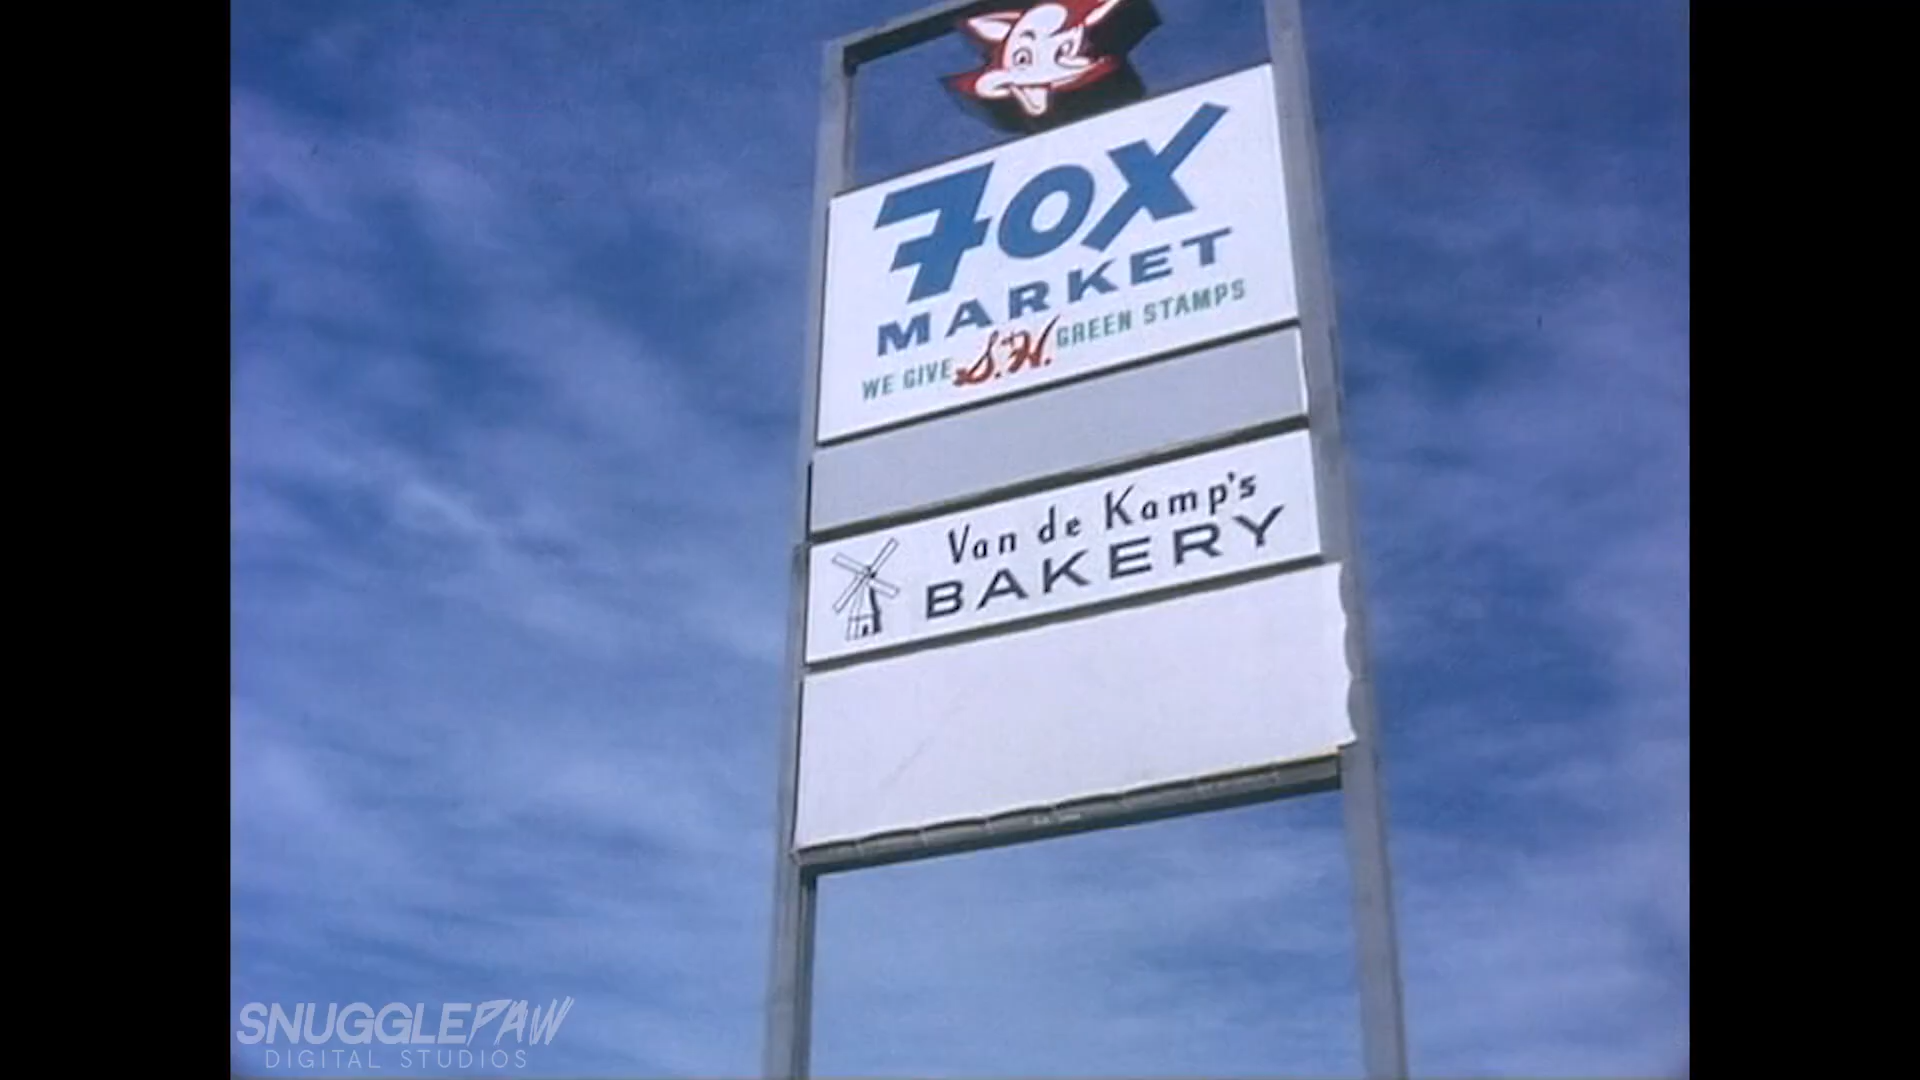 FOX
MARKET
WE GIVE S.&H. GREEN STAMPS
Van de Kamp's
BAKERY
SNUGGLEPAW
DIGITAL STUDIOS